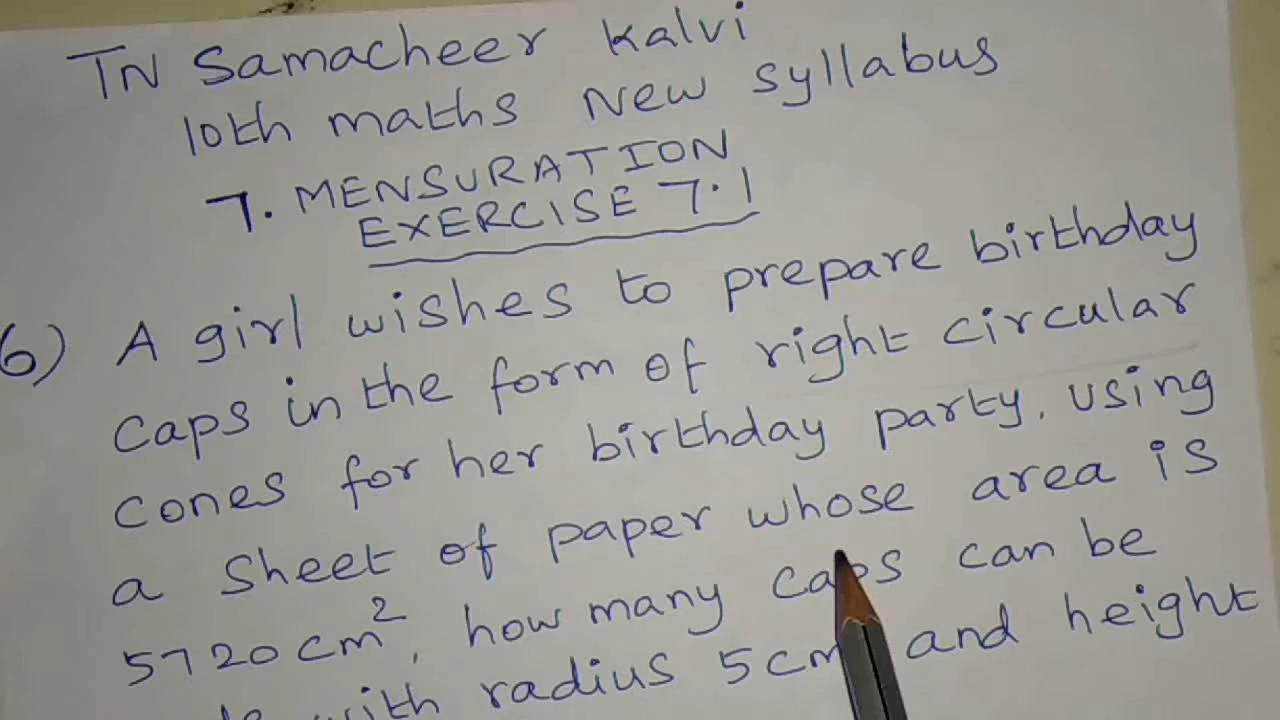 TN Samacheer Kalvi
10th maths New syllabus
7. MENSURATION
EXERCISE 7.1
6) A girl wishes to prepare birthday
caps in the form of right circular
cones for her birthday party, using
a sheet of paper whose area is
5720 cm², how many caps can be
with radius 5cm and height